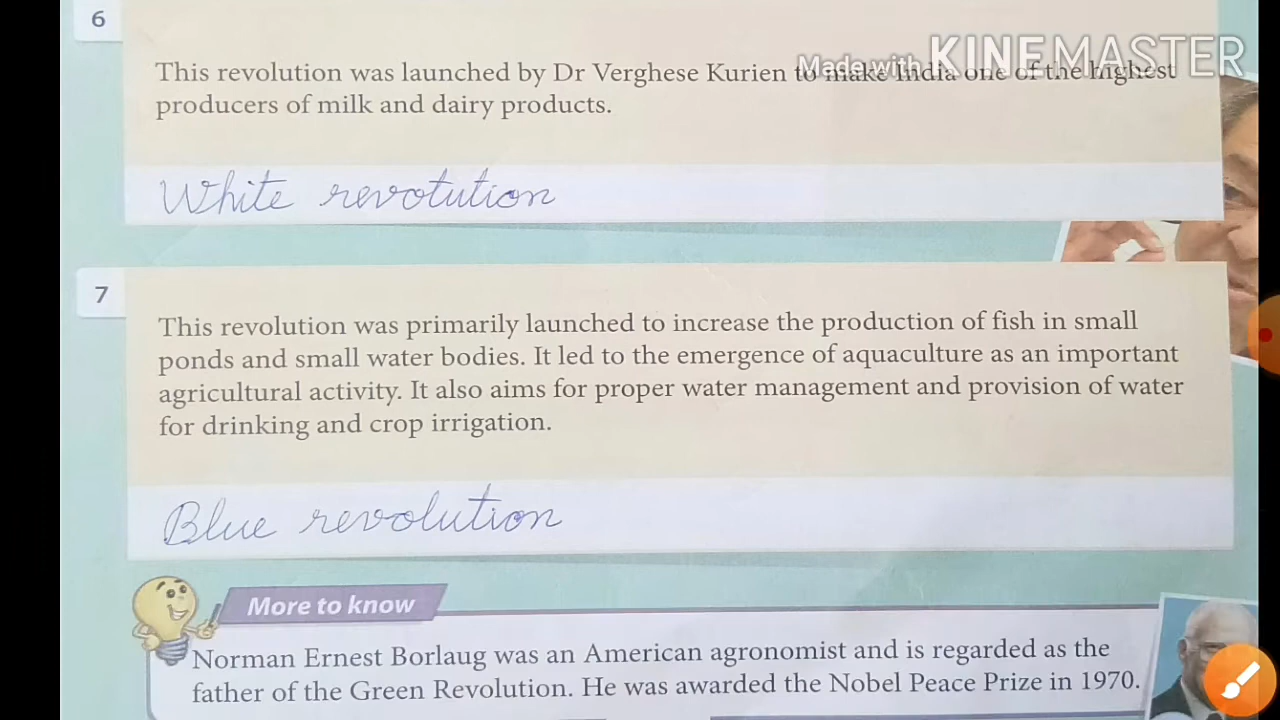 6
Made with KINEMASTER
This revolution was launched by Dr Verghese Kurien to make India one of the highest
producers of milk and dairy products.
White revotution
7
This revolution was primarily launched to increase the production of fish in small
ponds and small water bodies. It led to the emergence of aquaculture as an important
agricultural activity. It also aims for proper water management and provision of water
for drinking and crop irrigation.
Blue revolution
More to know
Norman Ernest Borlaug was an American agronomist and is regarded as the
father of the Green Revolution. He was awarded the Nobel Peace Prize in 1970.